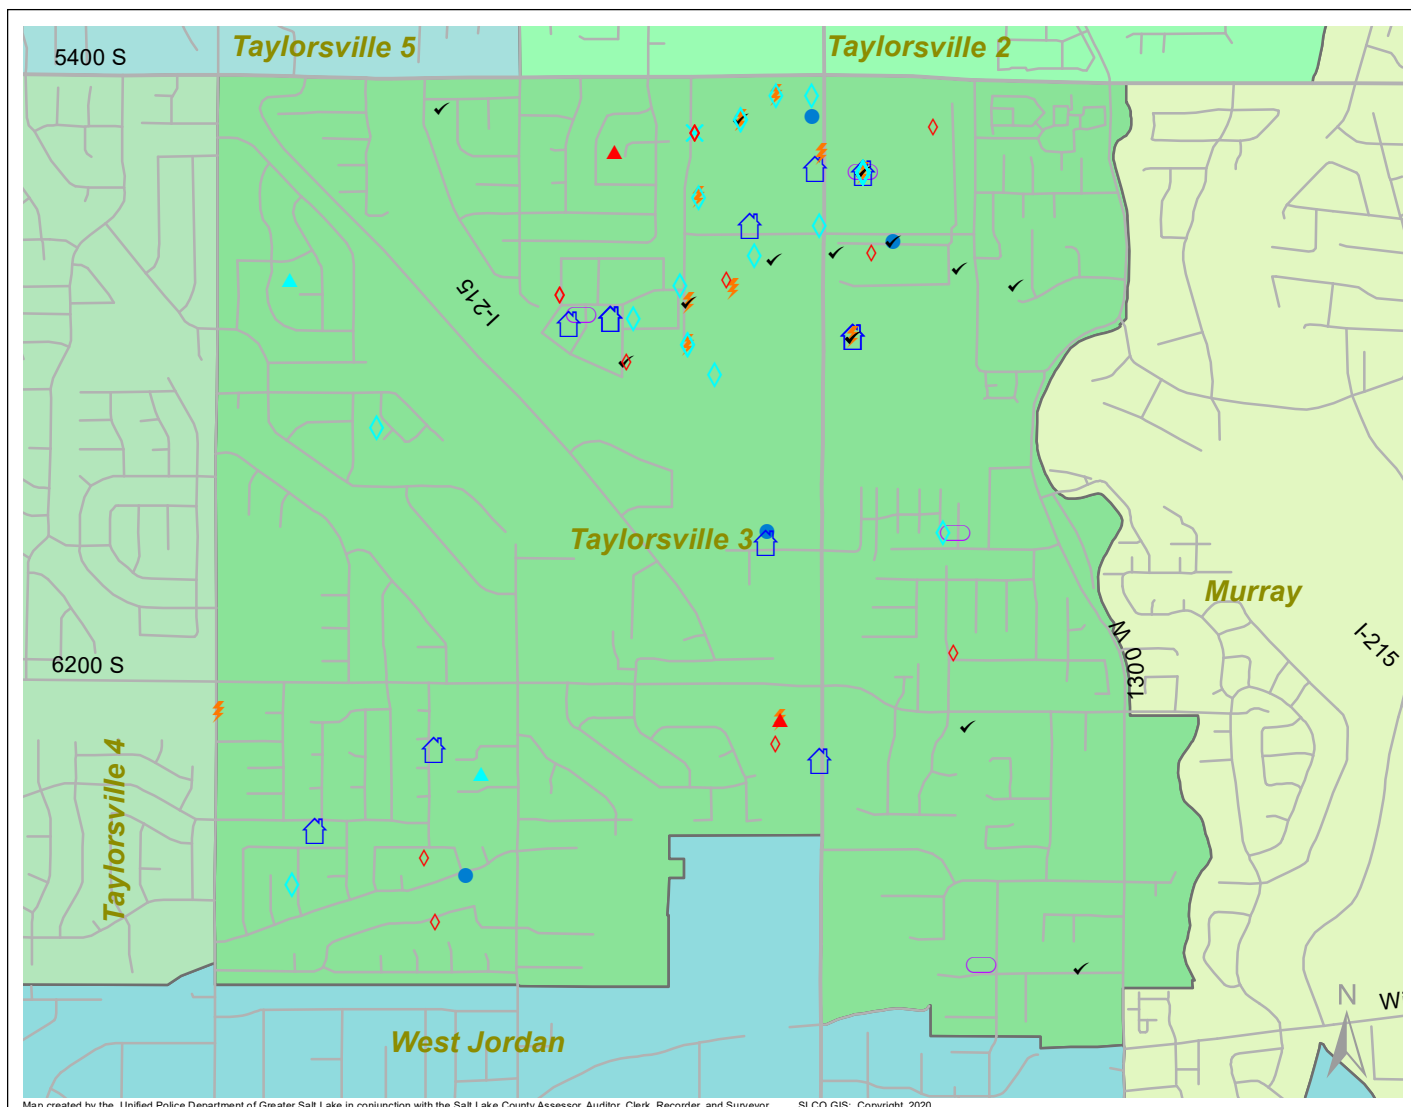 Taylorsville 5
Taylorsville 2
5400 S
I-215
Taylorsville 3
Murray
1300 W
I-215
6200 S
Taylorsville 4
N
West Jordan
Map created by the Unified Police Department of Greater Salt Lake in conjunction with the Salt Lake County Assessor, Auditor, Clerk, Recorder, and Surveyor. SLCO GIS: Copyright, 2020